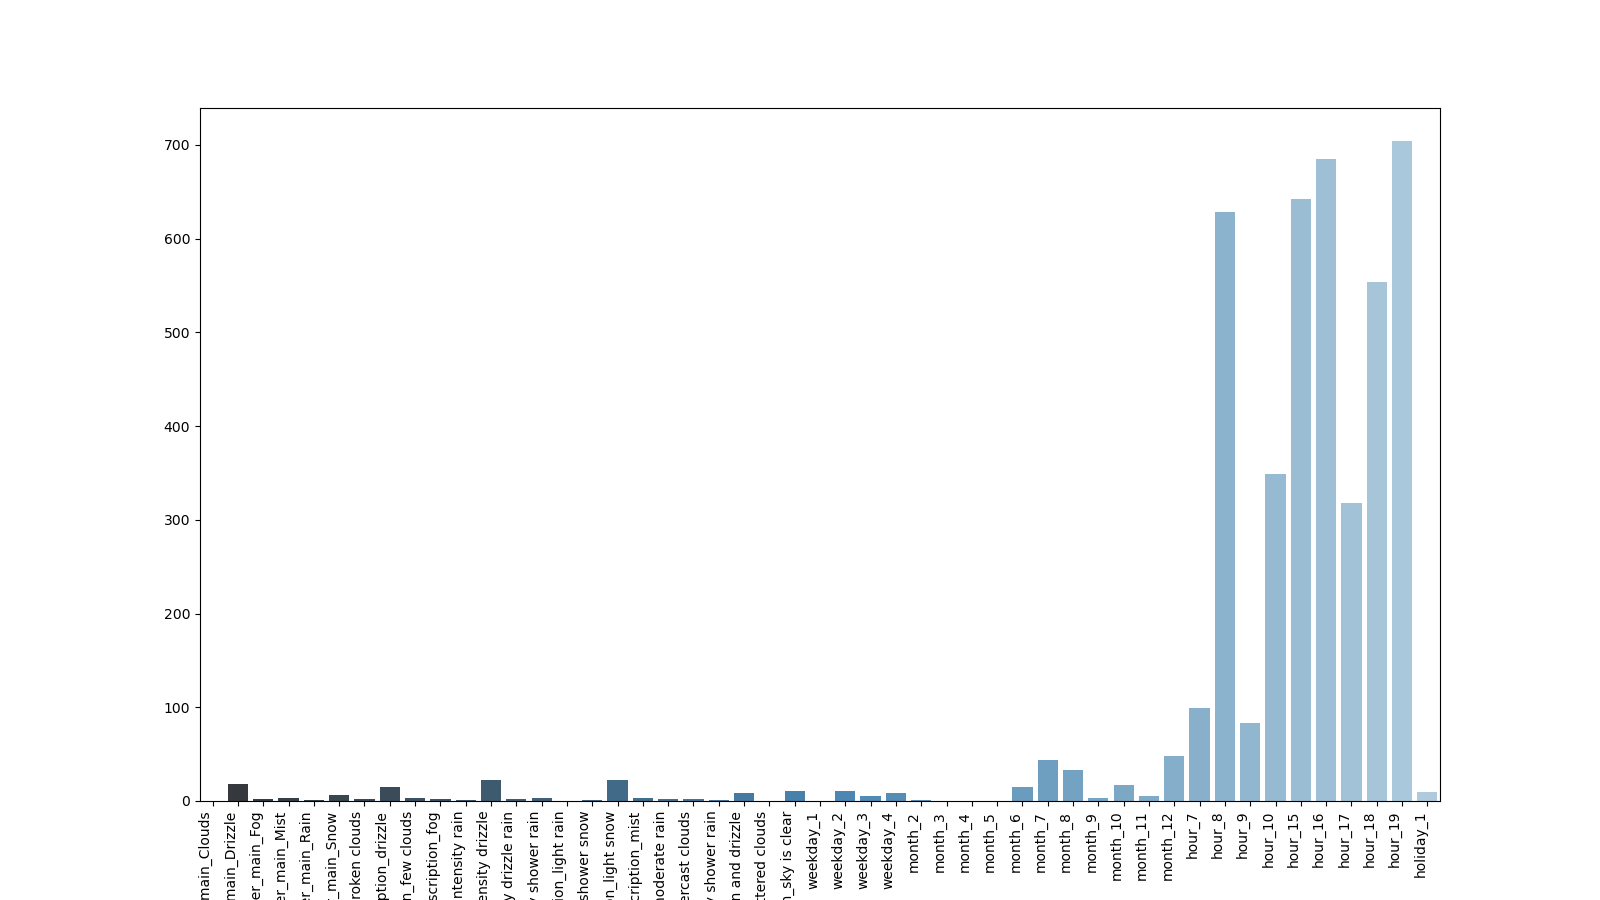 700
600
500
400
300
200
100
0
main_Clouds
main_Drizzle
er_main_Fog
er_main_Mist
er_main_Rain
r_main_Snow
roken clouds
ption_drizzle
n_few clouds
scription_fog
ntensity rain
ensity drizzle
y drizzle rain
y shower rain
ion_light rain
shower snow
on_light snow
cription_mist
noderate rain
ercast clouds
y shower rain
n and drizzle
ttered clouds
n_sky is clear
weekday_1
weekday_2
weekday_3
weekday_4
month_2
month_3
month_4
month_5
month_6
month_7
month_8
month_9
month_10
month_11
month_12
hour_7
hour_8
hour_9
hour_10
hour_15
hour_16
hour_17
hour_18
hour_19
holiday_1